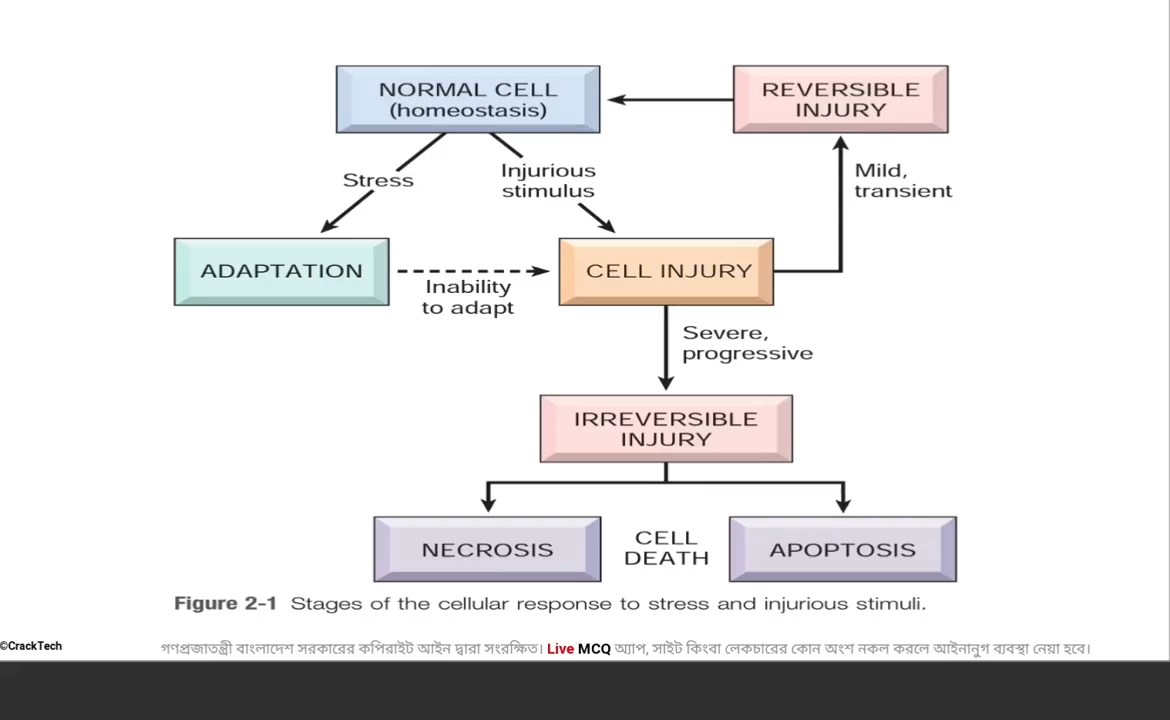 NORMAL CELL
(homeostasis)
REVERSIBLE
INJURY
Stress
Injurious
stimulus
Mild,
transient
ADAPTATION
Inability
to adapt
CELL INJURY
Severe,
progressive
IRREVERSIBLE
INJURY
NECROSIS
CELL
DEATH
APOPTOSIS
Figure 2-1 Stages of the cellular response to stress and injurious stimuli.
©CrackTech
গণপ্রজাতন্ত্রী বাংলাদেশ সরকারের কপিরাইট আইন দ্বারা সংরক্ষিত। Live MCQ অ্যাপ, সাইট কিংবা লেকচারের কোন অংশ নকল করলে আইনানুগ ব্যবস্থা নেয়া হবে।